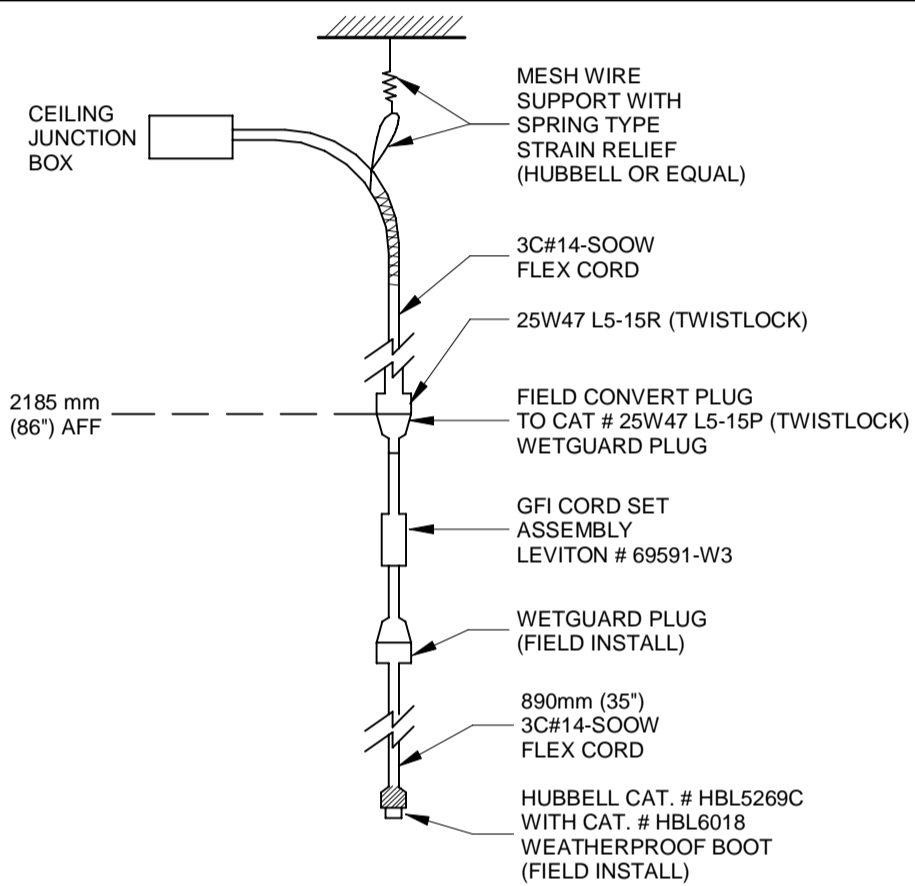 MESH WIRE
SUPPORT WITH
SPRING TYPE
STRAIN RELIEF
(HUBBELL OR EQUAL)
CEILING
JUNCTION
BOX
3C#14-SOOW
FLEX CORD
25W47 L5-15R (TWISTLOCK)
2185 mm
(86") AFF
FIELD CONVERT PLUG
TO CAT # 25W47 L5-15P (TWISTLOCK)
WETGUARD PLUG
GFI CORD SET
ASSEMBLY
LEVITON # 69591-W3
WETGUARD PLUG
(FIELD INSTALL)
890mm (35")
3C#14-SOOW
FLEX CORD
HUBBELL CAT. # HBL5269C
WITH CAT. # HBL6018
WEATHERPROOF BOOT
(FIELD INSTALL)